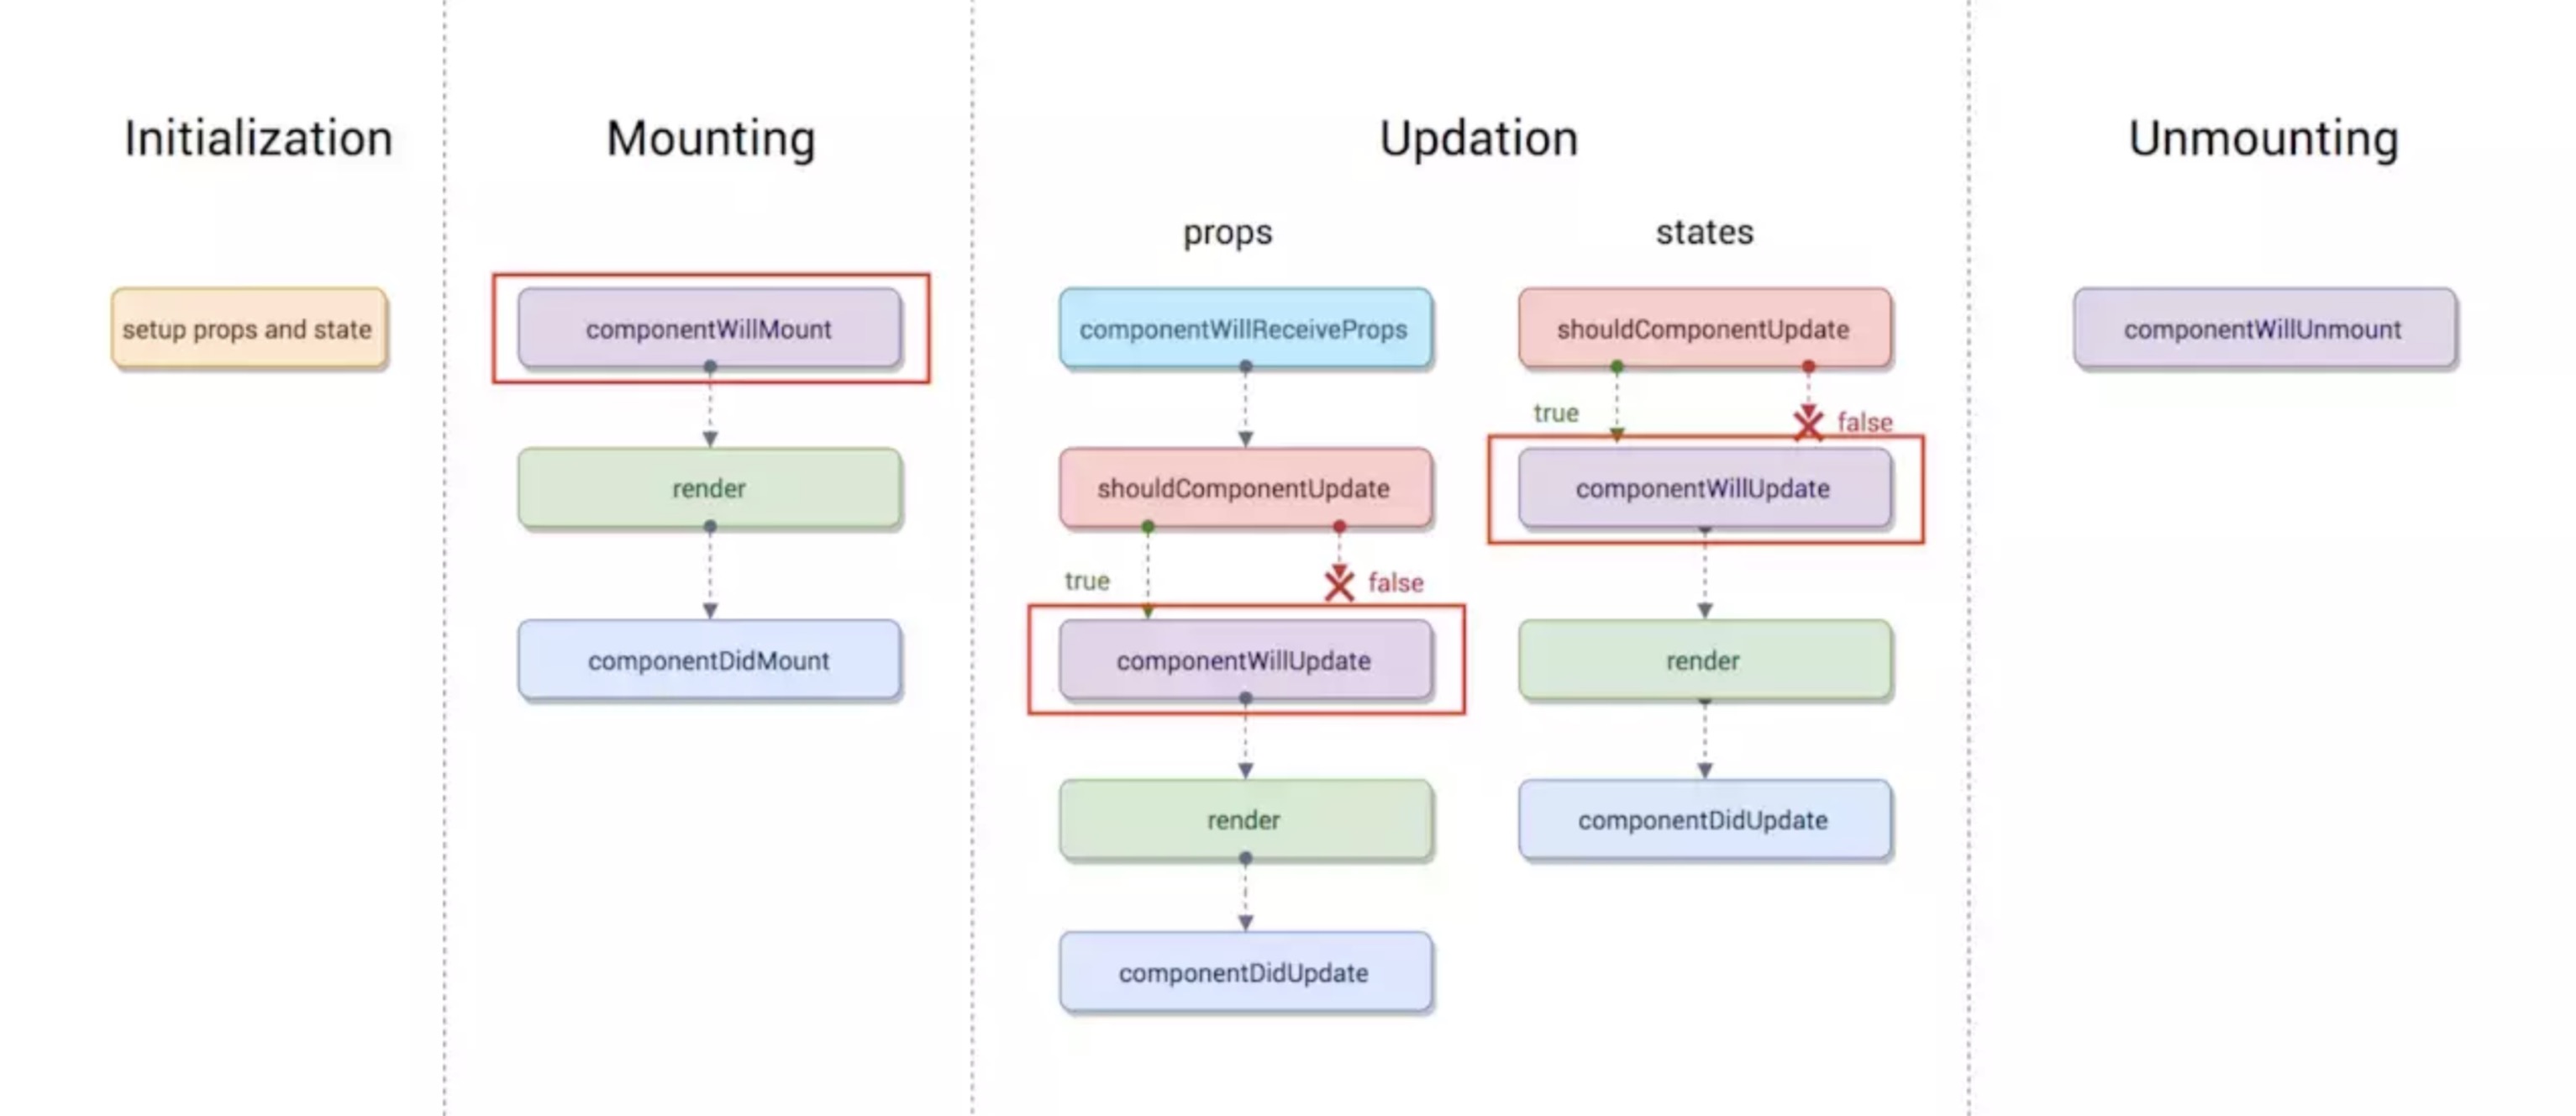 Initialization
setup props and state
Mounting
componentWillMount
render
componentDidMount
Updation
props
componentWillReceiveProps
shouldComponentUpdate
true
false
componentWillUpdate
render
componentDidUpdate
states
shouldComponentUpdate
true
false
componentWillUpdate
render
componentDidUpdate
Unmounting
componentWillUnmount